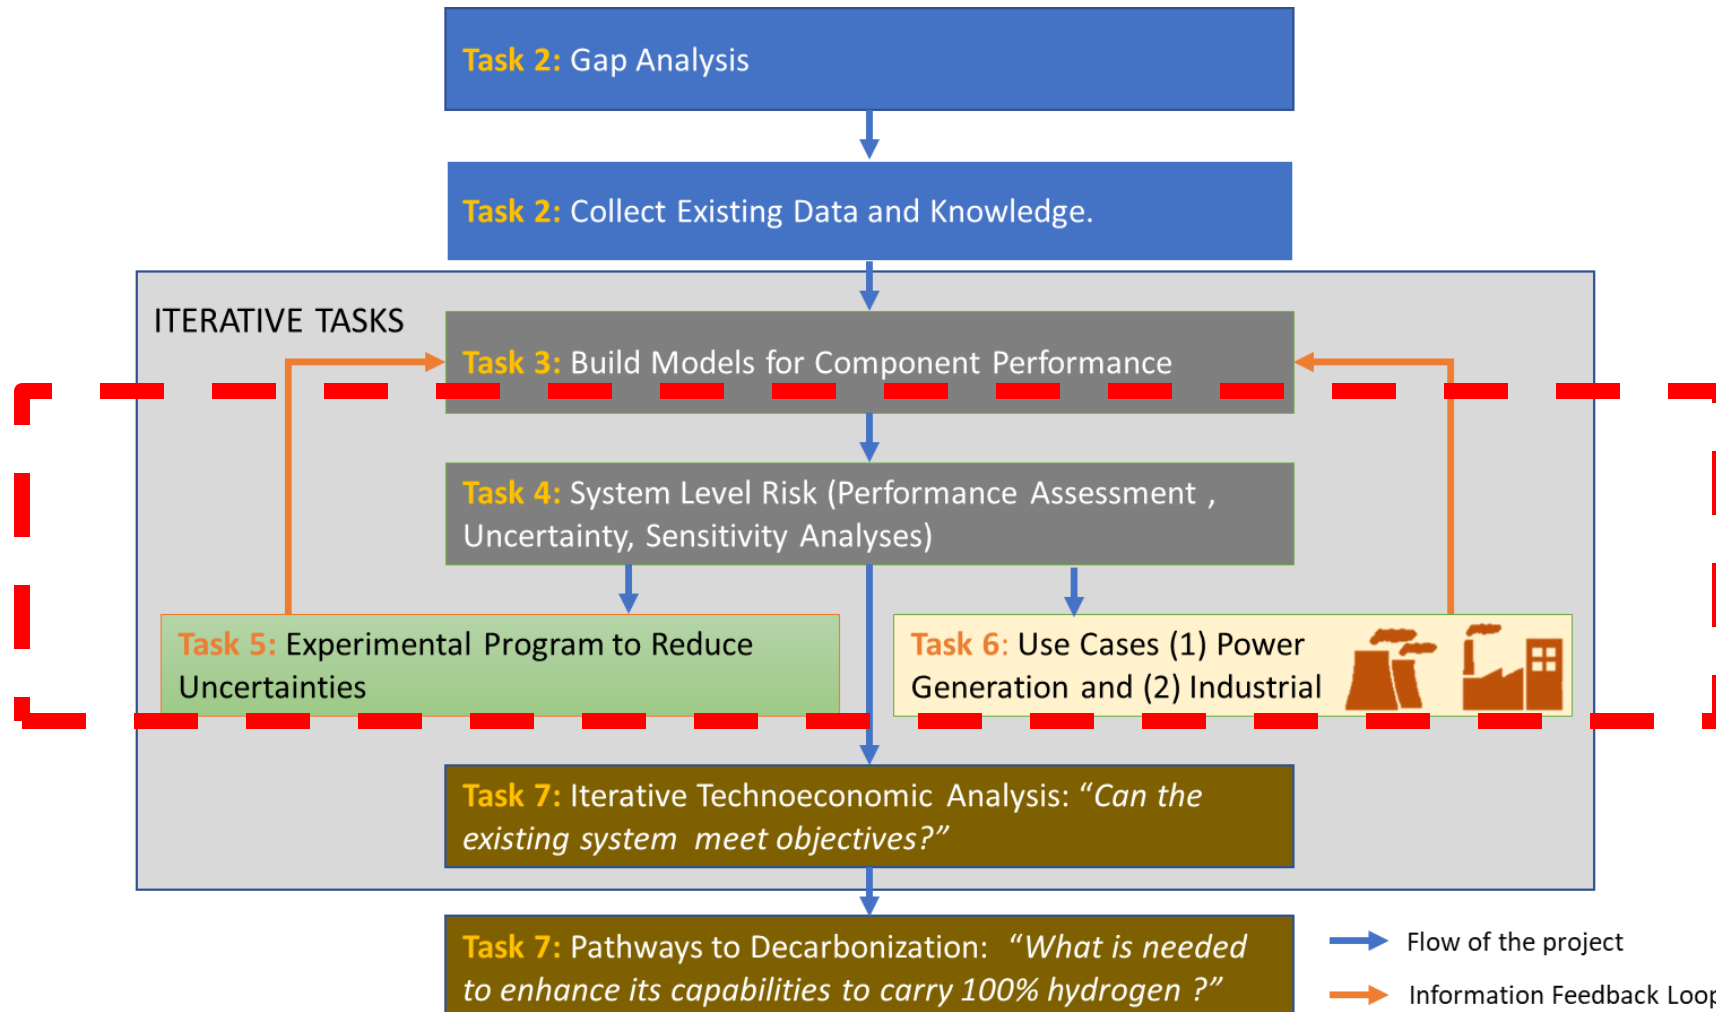 Task 2: Gap Analysis
Task 2: Collect Existing Data and Knowledge.
ITERATIVE TASKS
Task 3: Build Models for Component Performance
Task 4: System Level Risk (Performance Assessment ,
Uncertainty, Sensitivity Analyses)
Task 5: Experimental Program to Reduce
Uncertainties
Task 6: Use Cases (1) Power
Generation and (2) Industrial
Task 7: Iterative Technoeconomic Analysis: “Can the
existing system meet objectives?”
Task 7: Pathways to Decarbonization: “What is needed
to enhance its capabilities to carry 100% hydrogen ?”
Flow of the project
Information Feedback Loop